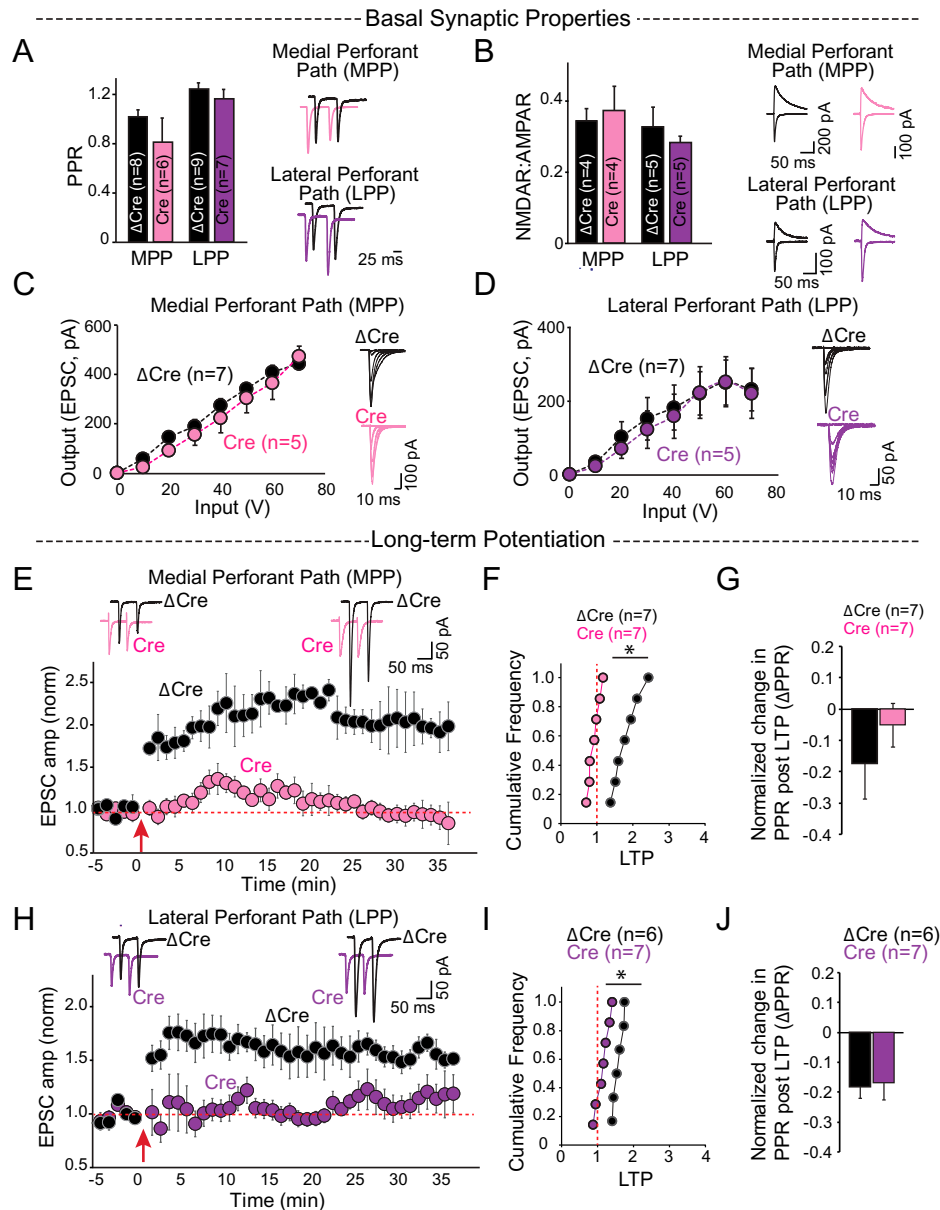 Basal Synaptic Properties
A
PPR
1.2
0.8
0.4
0
ΔCre (n=8)
Cre (n=6)
ΔCre (n=9)
Cre (n=7)
MPP
LPP
Medial Perforant
Path (MPP)
Lateral Perforant
Path (LPP)
25 ms
B
NMDAR:AMPAR
0.4
0.2
0
ΔCre (n=4)
Cre (n=4)
ΔCre (n=5)
Cre (n=5)
MPP
LPP
Medial Perforant
Path (MPP)
50 ms
200 pA
100 pA
Lateral Perforant
Path (LPP)
50 ms
100 pA
C
Medial Perforant Path (MPP)
Output (EPSC, pA)
600
400
200
0
ΔCre (n=7)
Cre (n=5)
0
20
40
60
80
Input (V)
ΔCre
Cre
10 ms
100 pA
D
Lateral Perforant Path (LPP)
Output (EPSC, pA)
400
200
0
ΔCre (n=7)
Cre (n=5)
0
20
40
60
80
Input (V)
ΔCre
Cre
10 ms
50 pA
Long-term Potentiation
E
Medial Perforant Path (MPP)
ΔCre
Cre
ΔCre
Cre
50 ms
50 pA
EPSC amp (norm)
2.5
2.0
1.5
1.0
0.5
ΔCre
Cre
-5
0
5
10
15
20
25
30
35
Time (min)
F
ΔCre (n=7)
Cre (n=7)
*
Cumulative Frequency
1
0.8
0.6
0.4
0.2
0
0
1
2
3
4
LTP
G
ΔCre (n=7)
Cre (n=7)
Normalized change in
PPR post LTP (ΔPPR)
0.2
0.1
0
-0.1
-0.2
-0.3
-0.4
H
Lateral Perforant Path (LPP)
ΔCre
Cre
ΔCre
Cre
50 ms
50 pA
EPSC amp (norm)
2.0
1.5
1.0
0.5
ΔCre
Cre
-5
0
5
10
15
20
25
30
35
Time (min)
I
ΔCre (n=6)
Cre (n=7)
*
Cumulative Frequency
1
0.8
0.6
0.4
0.2
0
0
1
2
3
4
LTP
J
ΔCre (n=6)
Cre (n=7)
Normalized change in
PPR post LTP (ΔPPR)
0.2
0.1
0
-0.1
-0.2
-0.3
-0.4